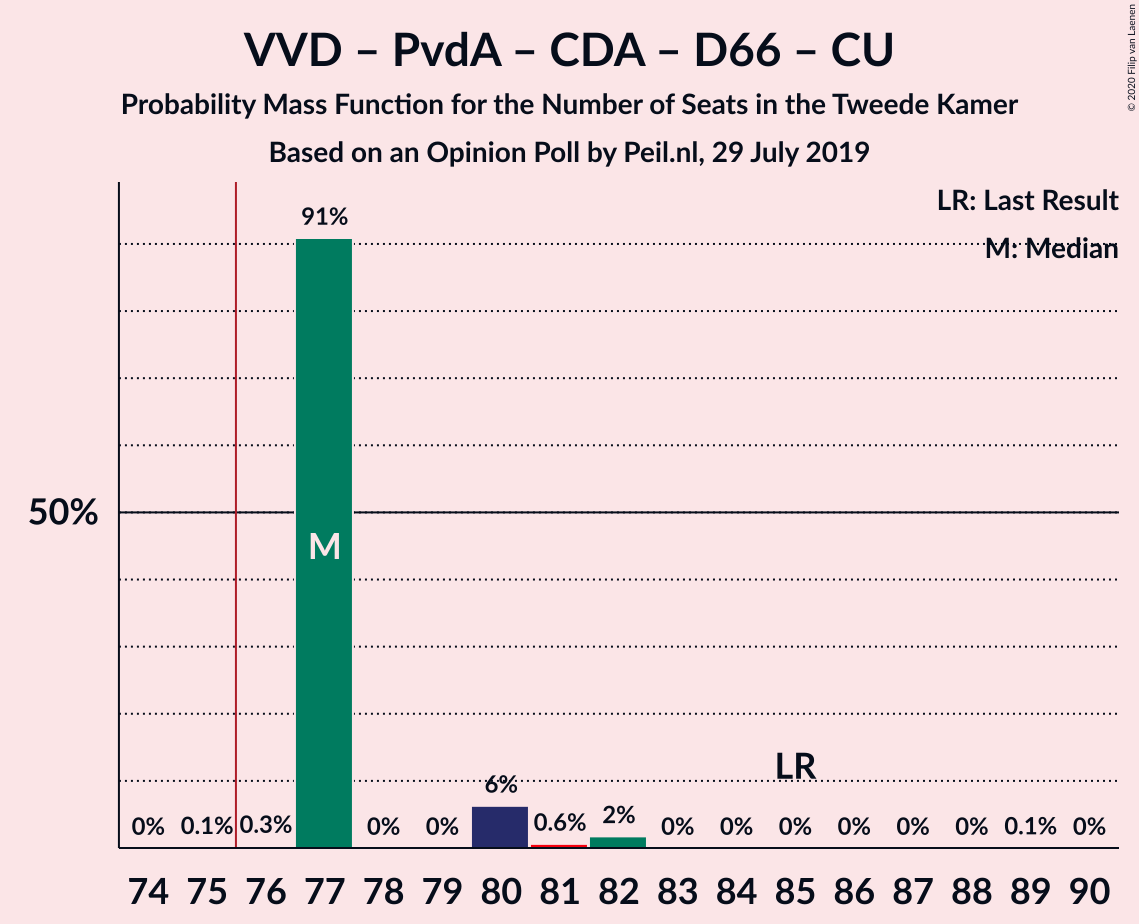 VVD – PvdA – CDA – D66 – CU
Probability Mass Function for the Number of Seats in the Tweede Kamer
Based on an Opinion Poll by Peil.nl, 29 July 2019
© 2020 Filip van Laenen
LR: Last Result
M: Median
91%
50%
M
LR
0% 0.1% 0.3% 0% 0% 6% 0.6% 2% 0% 0% 0% 0% 0% 0% 0.1% 0%
74 75 76 77 78 79 80 81 82 83 84 85 86 87 88 89 90